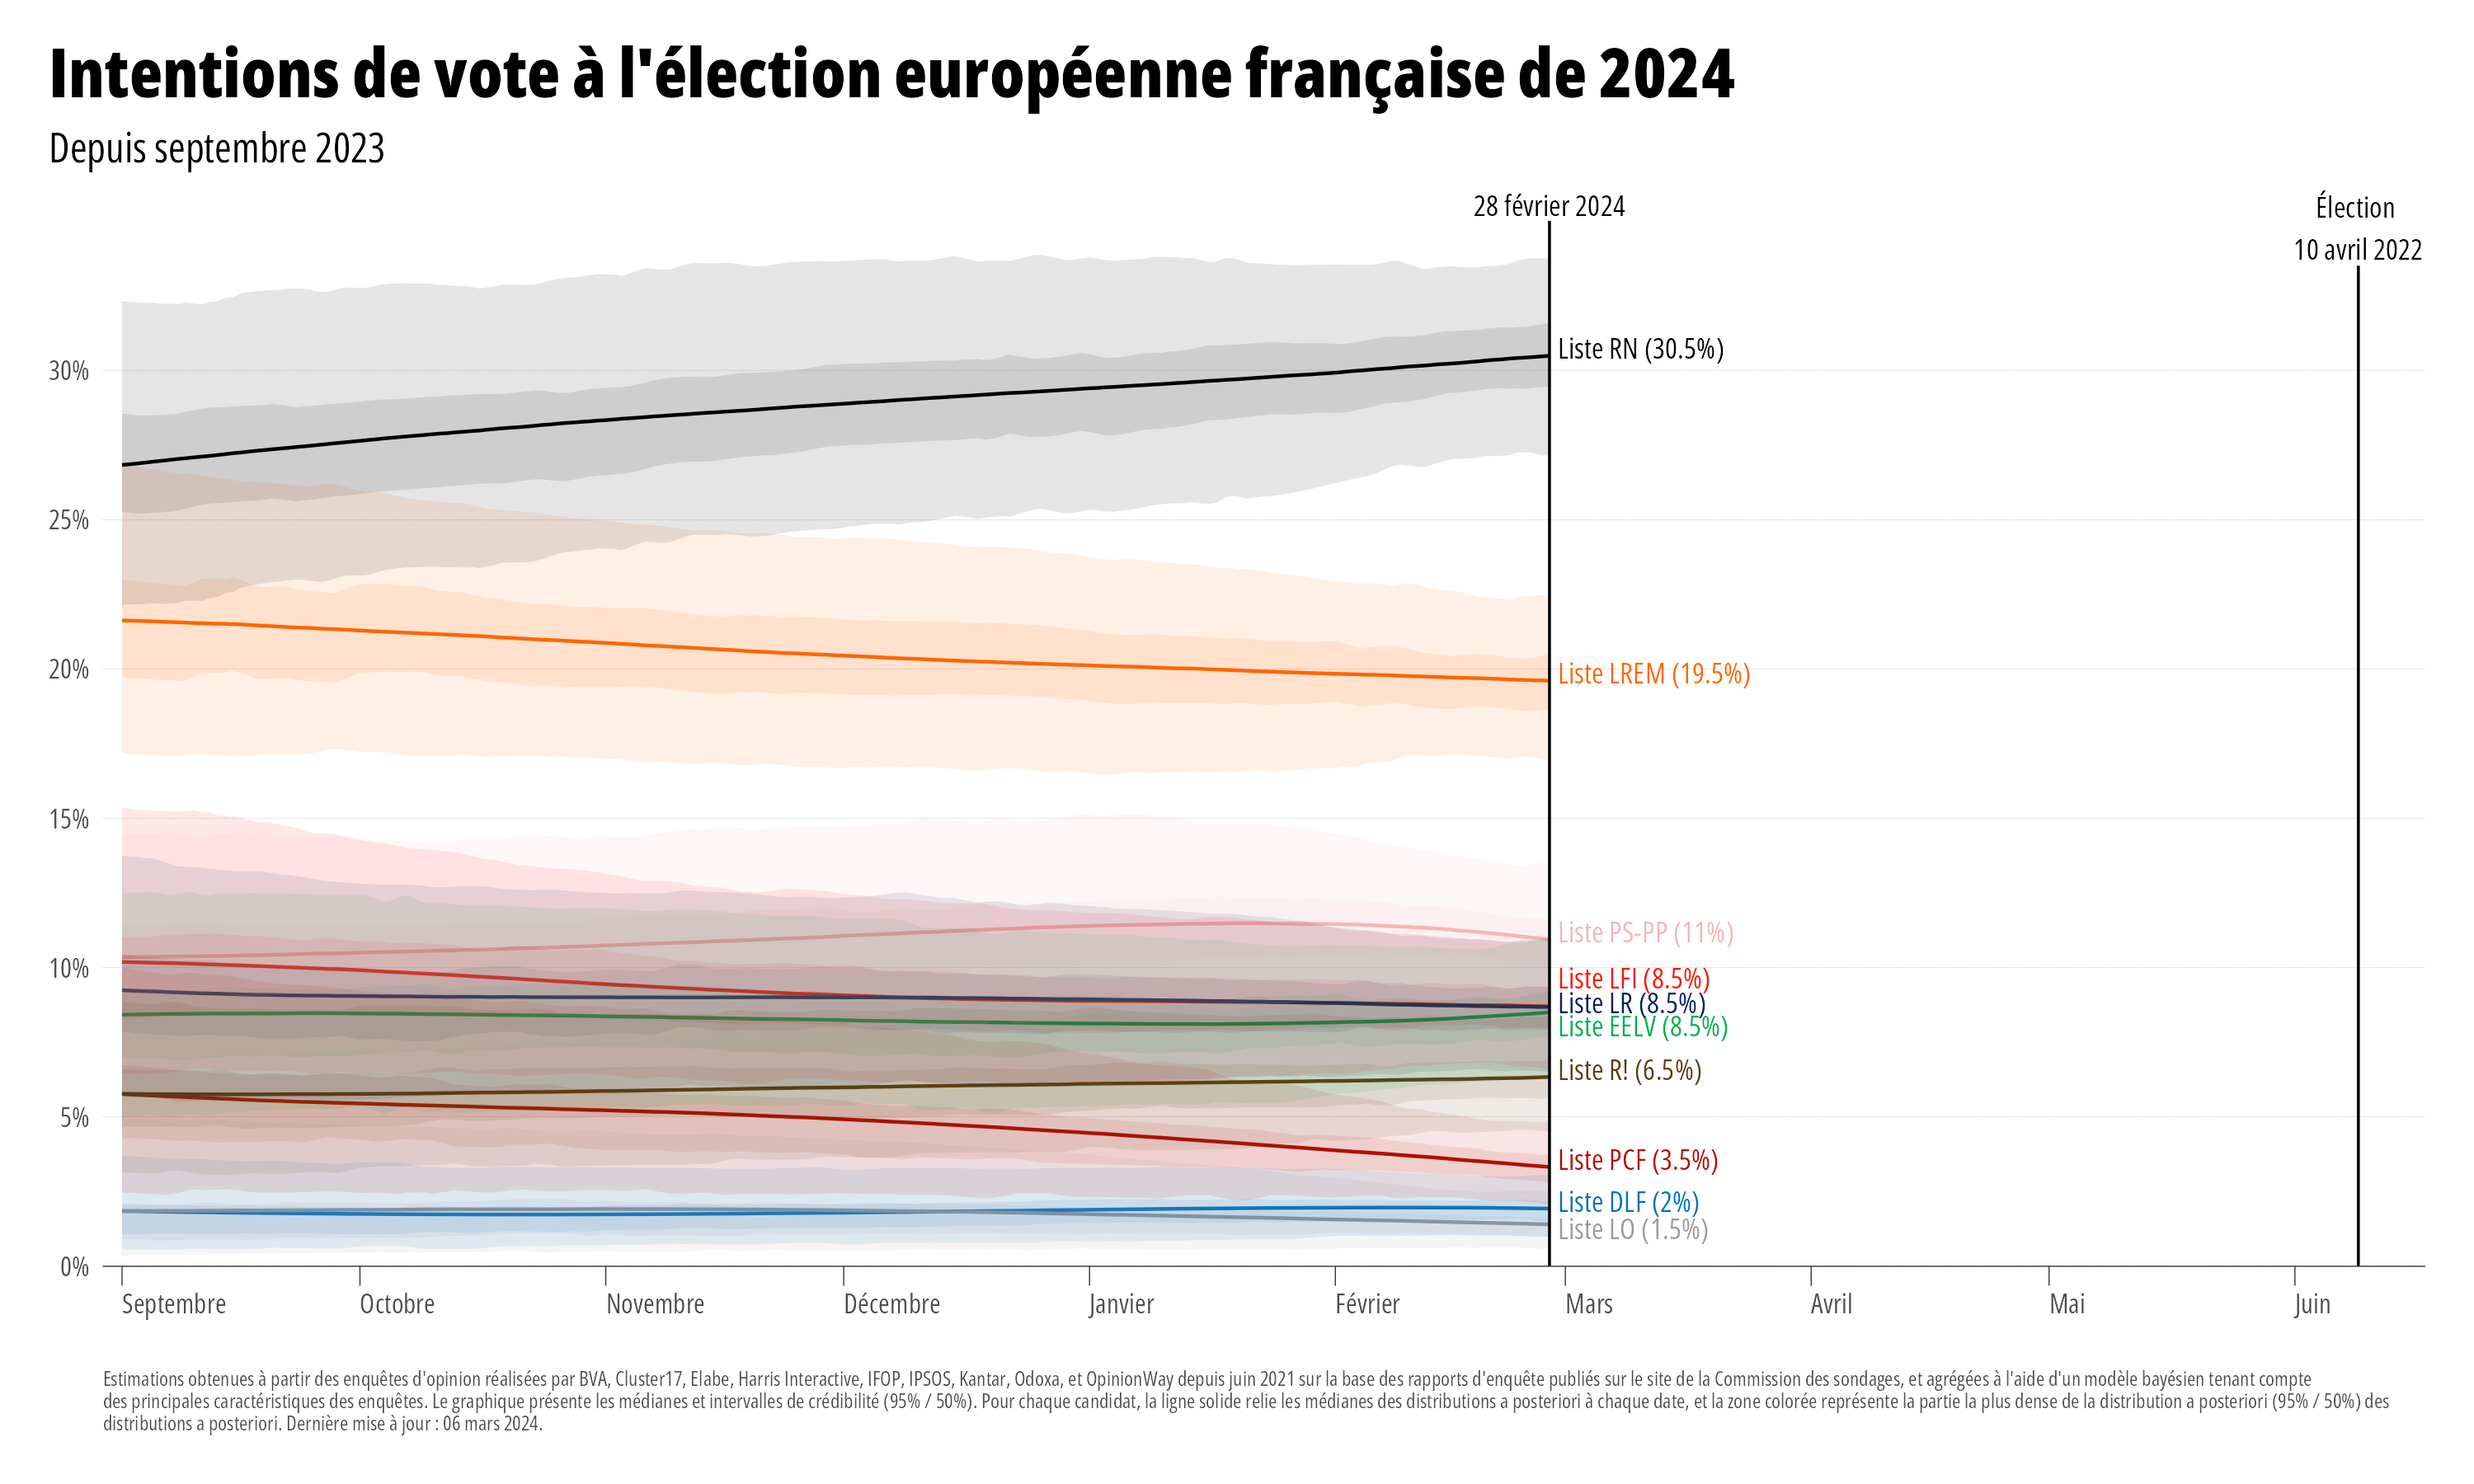 Intentions de vote à l'élection européenne française de 2024
Depuis septembre 2023
28 février 2024
Élection
10 avril 2022
30%
25%
20%
15%
10%
5%
0%
Liste RN (30.5%)
Liste LREM (19.5%)
Liste PS-PP (11%)
Liste LFI (8.5%)
Liste LR (8.5%)
Liste EELV (8.5%)
Liste R! (6.5%)
Liste PCF (3.5%)
Liste DLF (2%)
Liste LO (1.5%)
Septembre
Octobre
Novembre
Décembre
Janvier
Février
Mars
Avril
Mai
Juin
Estimations obtenues à partir des enquêtes d'opinion réalisées par BVA, Cluster17, Elabe, Harris Interactive, IFOP, IPSOS, Kantar, Odoxa, et OpinionWay depuis juin 2021 sur la base des rapports d'enquête publiés sur le site de la Commission des sondages, et agrégées à l'aide d'un modèle bayésien tenant compte
des principales caractéristiques des enquêtes. Le graphique présente les médianes et intervalles de crédibilité (95% / 50%). Pour chaque candidat, la ligne solide relie les médianes des distributions a posteriori à chaque date, et la zone colorée représente la partie la plus dense de la distribution a posteriori (95% / 50%) des
distributions a posteriori. Dernière mise à jour : 06 mars 2024.